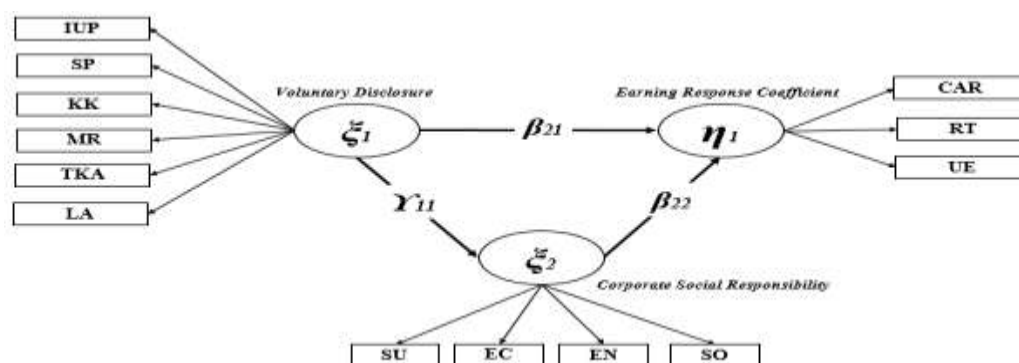 IUP
SP
KK
MR
TKA
LA
Voluntary Disclosure
ξ1
β21
Earning Response Coefficient
η1
CAR
RT
UE
ϒ11
β22
ξ2
Corporate Social Responsibility
SU
EC
EN
SO